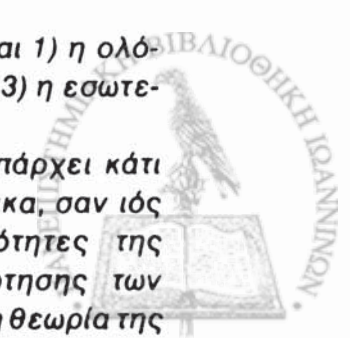 αι 1) η ολό-
3) η εσωτε-
πάρχει κάτι
κα, σαν ιός
ότητες της
ότησης των
η θεωρία της
ΒΙΒΛΙΟΘΗΚΗ ΙΩΑΝΝΙΝΩΝ